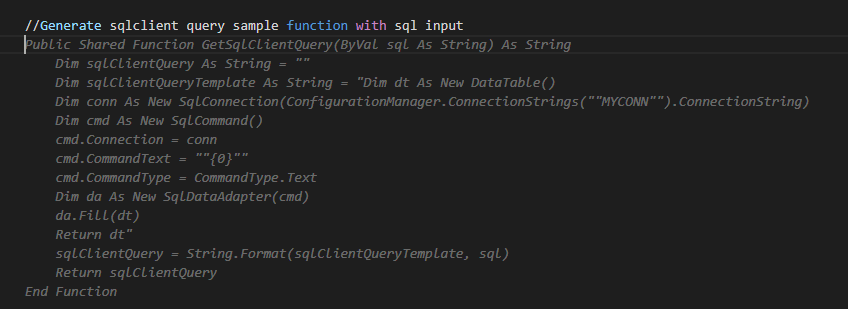 //Generate sqlclient query sample function with sql input
Public Shared Function GetSqlClientQuery(ByVal sql As String) As String
    Dim sqlClientQuery As String = ""
    Dim sqlClientQueryTemplate As String = "Dim dt As New DataTable()
    Dim conn As New SqlConnection(ConfigurationManager.ConnectionStrings(""MYCONN"").ConnectionString)
    Dim cmd As New SqlCommand()
    cmd.Connection = conn
    cmd.CommandText = ""{0}""
    cmd.CommandType = CommandType.Text
    Dim da As New SqlDataAdapter(cmd)
    da.Fill(dt)
    Return dt"
    sqlClientQuery = String.Format(sqlClientQueryTemplate, sql)
    Return sqlClientQuery
End Function